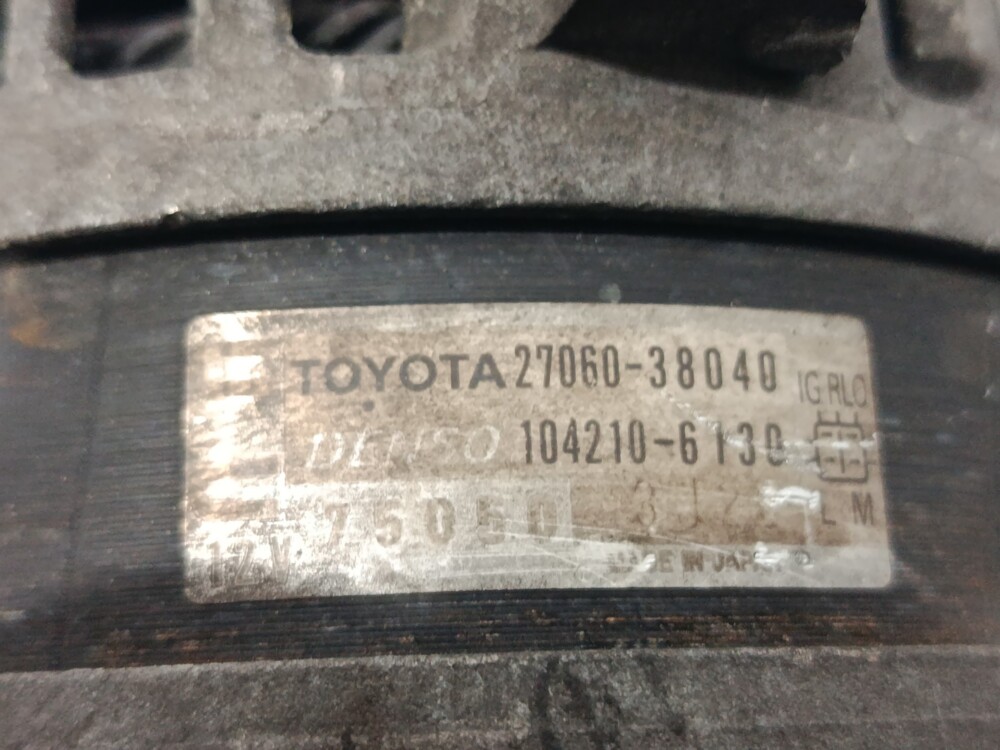 TOYOTA 27060-38040
IG RLO
DENSO 104210-6130
75050
L M
12V
MADE IN JAPAN